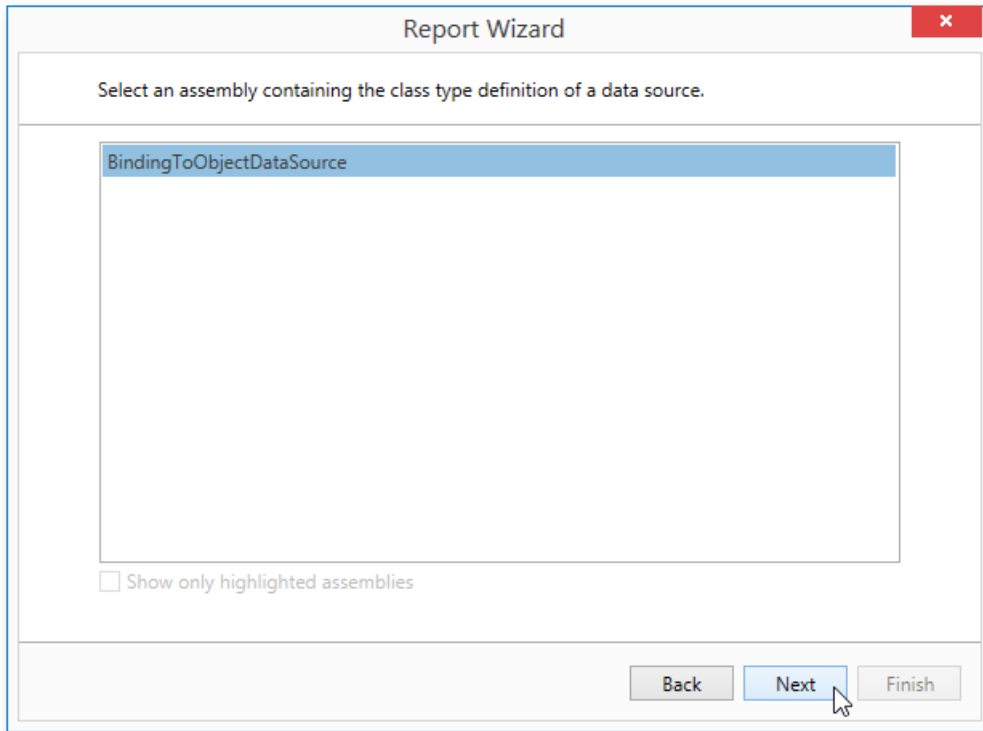 Report Wizard
Select an assembly containing the class type definition of a data source.
BindingToObjectDataSource
Show only highlighted assemblies
Back
Next
Finish